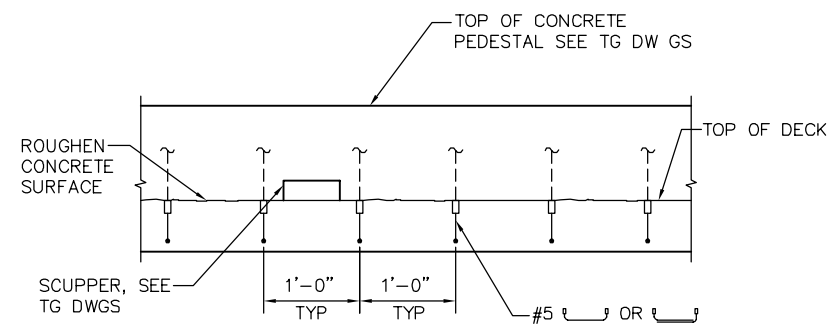 TOP OF CONCRETE
PEDESTAL SEE TG DW GS
ROUGHEN
CONCRETE
SURFACE
TOP OF DECK
SCUPPER, SEE
TG DWGS
1'-0"
TYP
1'-0"
TYP
#5 OR